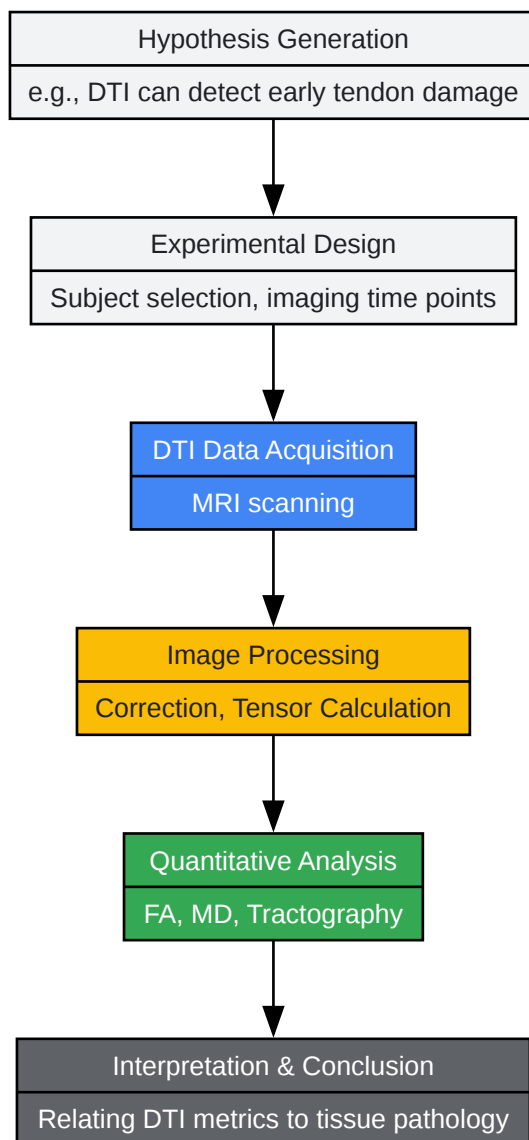 Hypothesis Generation
e.g., DTI can detect early tendon damage
Experimental Design
Subject selection, imaging time points
DTI Data Acquisition
MRI scanning
Image Processing
Correction, Tensor Calculation
Quantitative Analysis
FA, MD, Tractography
Interpretation & Conclusion
Relating DTI metrics to tissue pathology